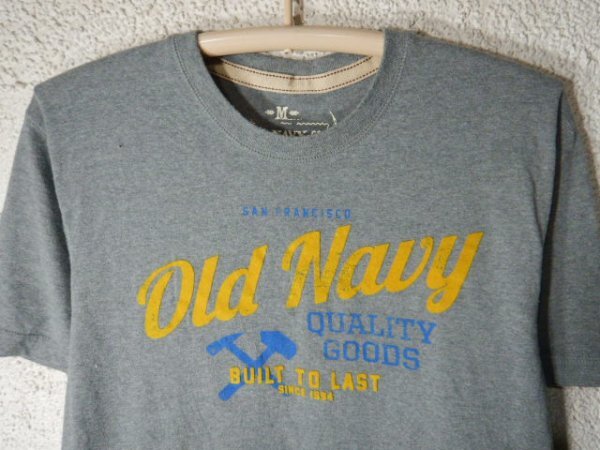 M
SAN FRANCISCO
Old Navy
QUALITY
GOODS
BUILT TO LAST
SINCE 1994